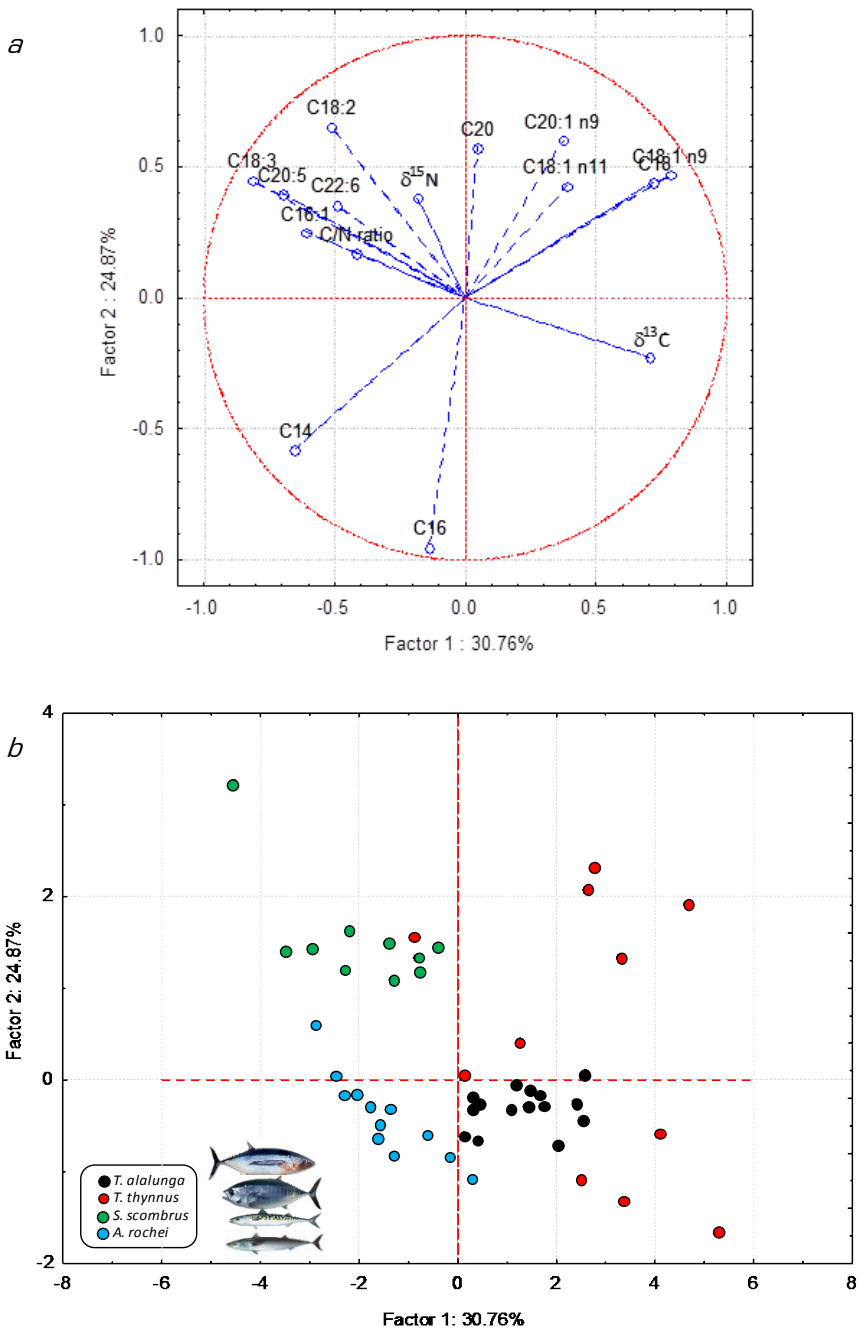 a
1.0
0.5
0.0
-0.5
-1.0
Factor 2 : 24.87%
C18:2
C20
C20:1 n9
C18:3
C20:5
C22:6
δ15N
C18:1 n11
C18:1 n9
C18
C16:1
C/N ratio
δ13C
C14
C16
-1.0
-0.5
0.0
0.5
1.0
Factor 1 : 30.76%
b
4
2
0
-2
Factor 2: 24.87%
T. alalunga
T. thynnus
S. scombrus
A. rochei
-8
-6
-4
-2
0
2
4
6
8
Factor 1: 30.76%